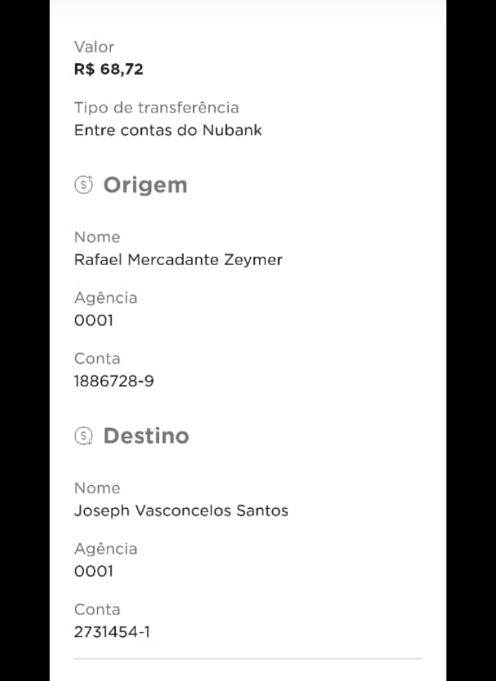 Valor
R$ 68,72
Tipo de transferência
Entre contas do Nubank
Origem
Nome
Rafael Mercadante Zeymer
Agência
0001
Conta
1886728-9
Destino
Nome
Joseph Vasconcelos Santos
Agência
0001
Conta
2731454-1